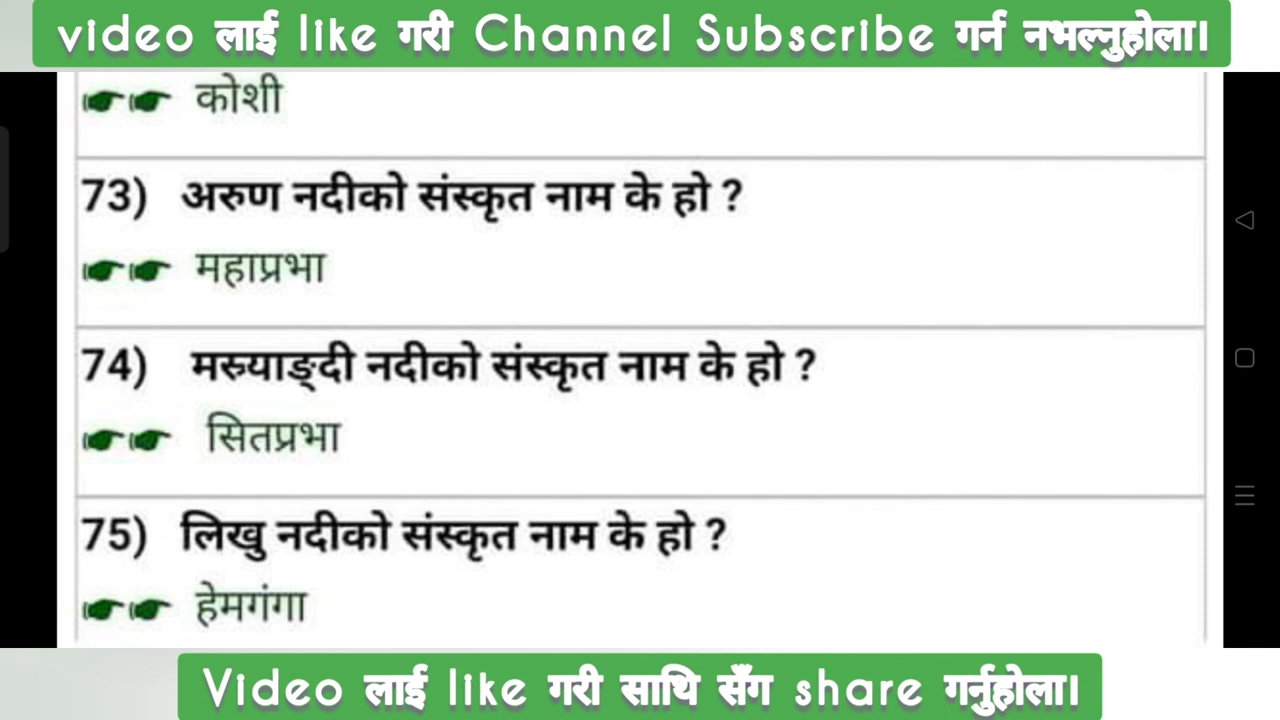 video लाई like गरी Channel Subscribe गर्न नभुल्नुहोला।
कोशी
73) अरुण नदीको संस्कृत नाम के हो ?
महाप्रभा
74) मरुयाङ्दी नदीको संस्कृत नाम के हो ?
सितप्रभा
75) लिखु नदीको संस्कृत नाम के हो ?
हेमगंगा
Video लाई like गरी साथि सँग share गर्नुहोला।